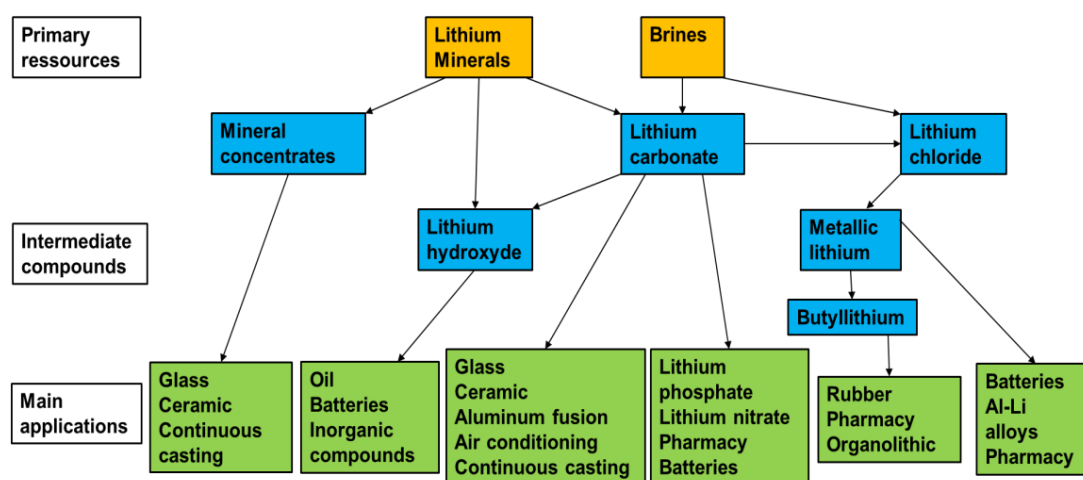 Primary
ressources
Lithium
Minerals
Brines
Mineral
concentrates
Lithium
carbonate
Lithium
chloride
Intermediate
compounds
Lithium
hydroxyde
Metallic
lithium
Butyllithium
Main
applications
Glass
Ceramic
Continuous
casting
Oil
Batteries
Inorganic
compounds
Glass
Ceramic
Aluminum fusion
Air conditioning
Continuous casting
Lithium
phosphate
Lithium nitrate
Pharmacy
Batteries
Rubber
Pharmacy
Organolithic
Batteries
Al-Li
alloys
Pharmacy